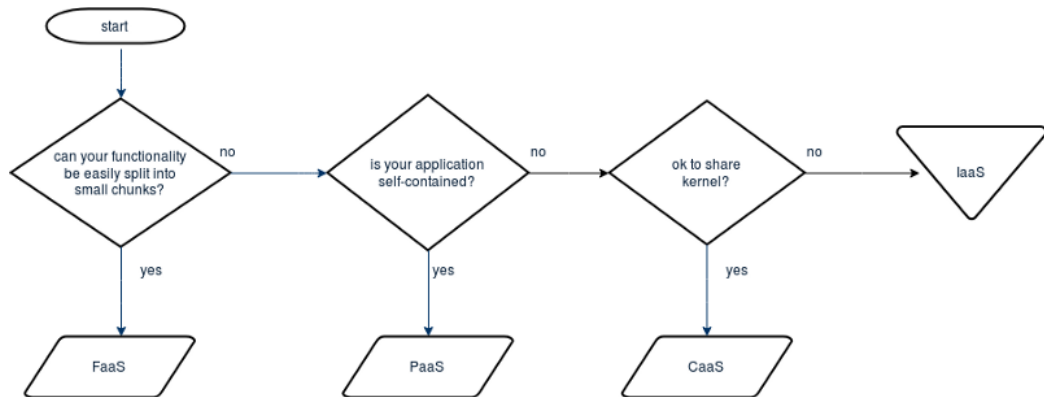 start
can your functionality
be easily split into
small chunks?
no
is your application
self-contained?
no
ok to share
kernel?
no
IaaS
yes
yes
yes
FaaS
PaaS
CaaS